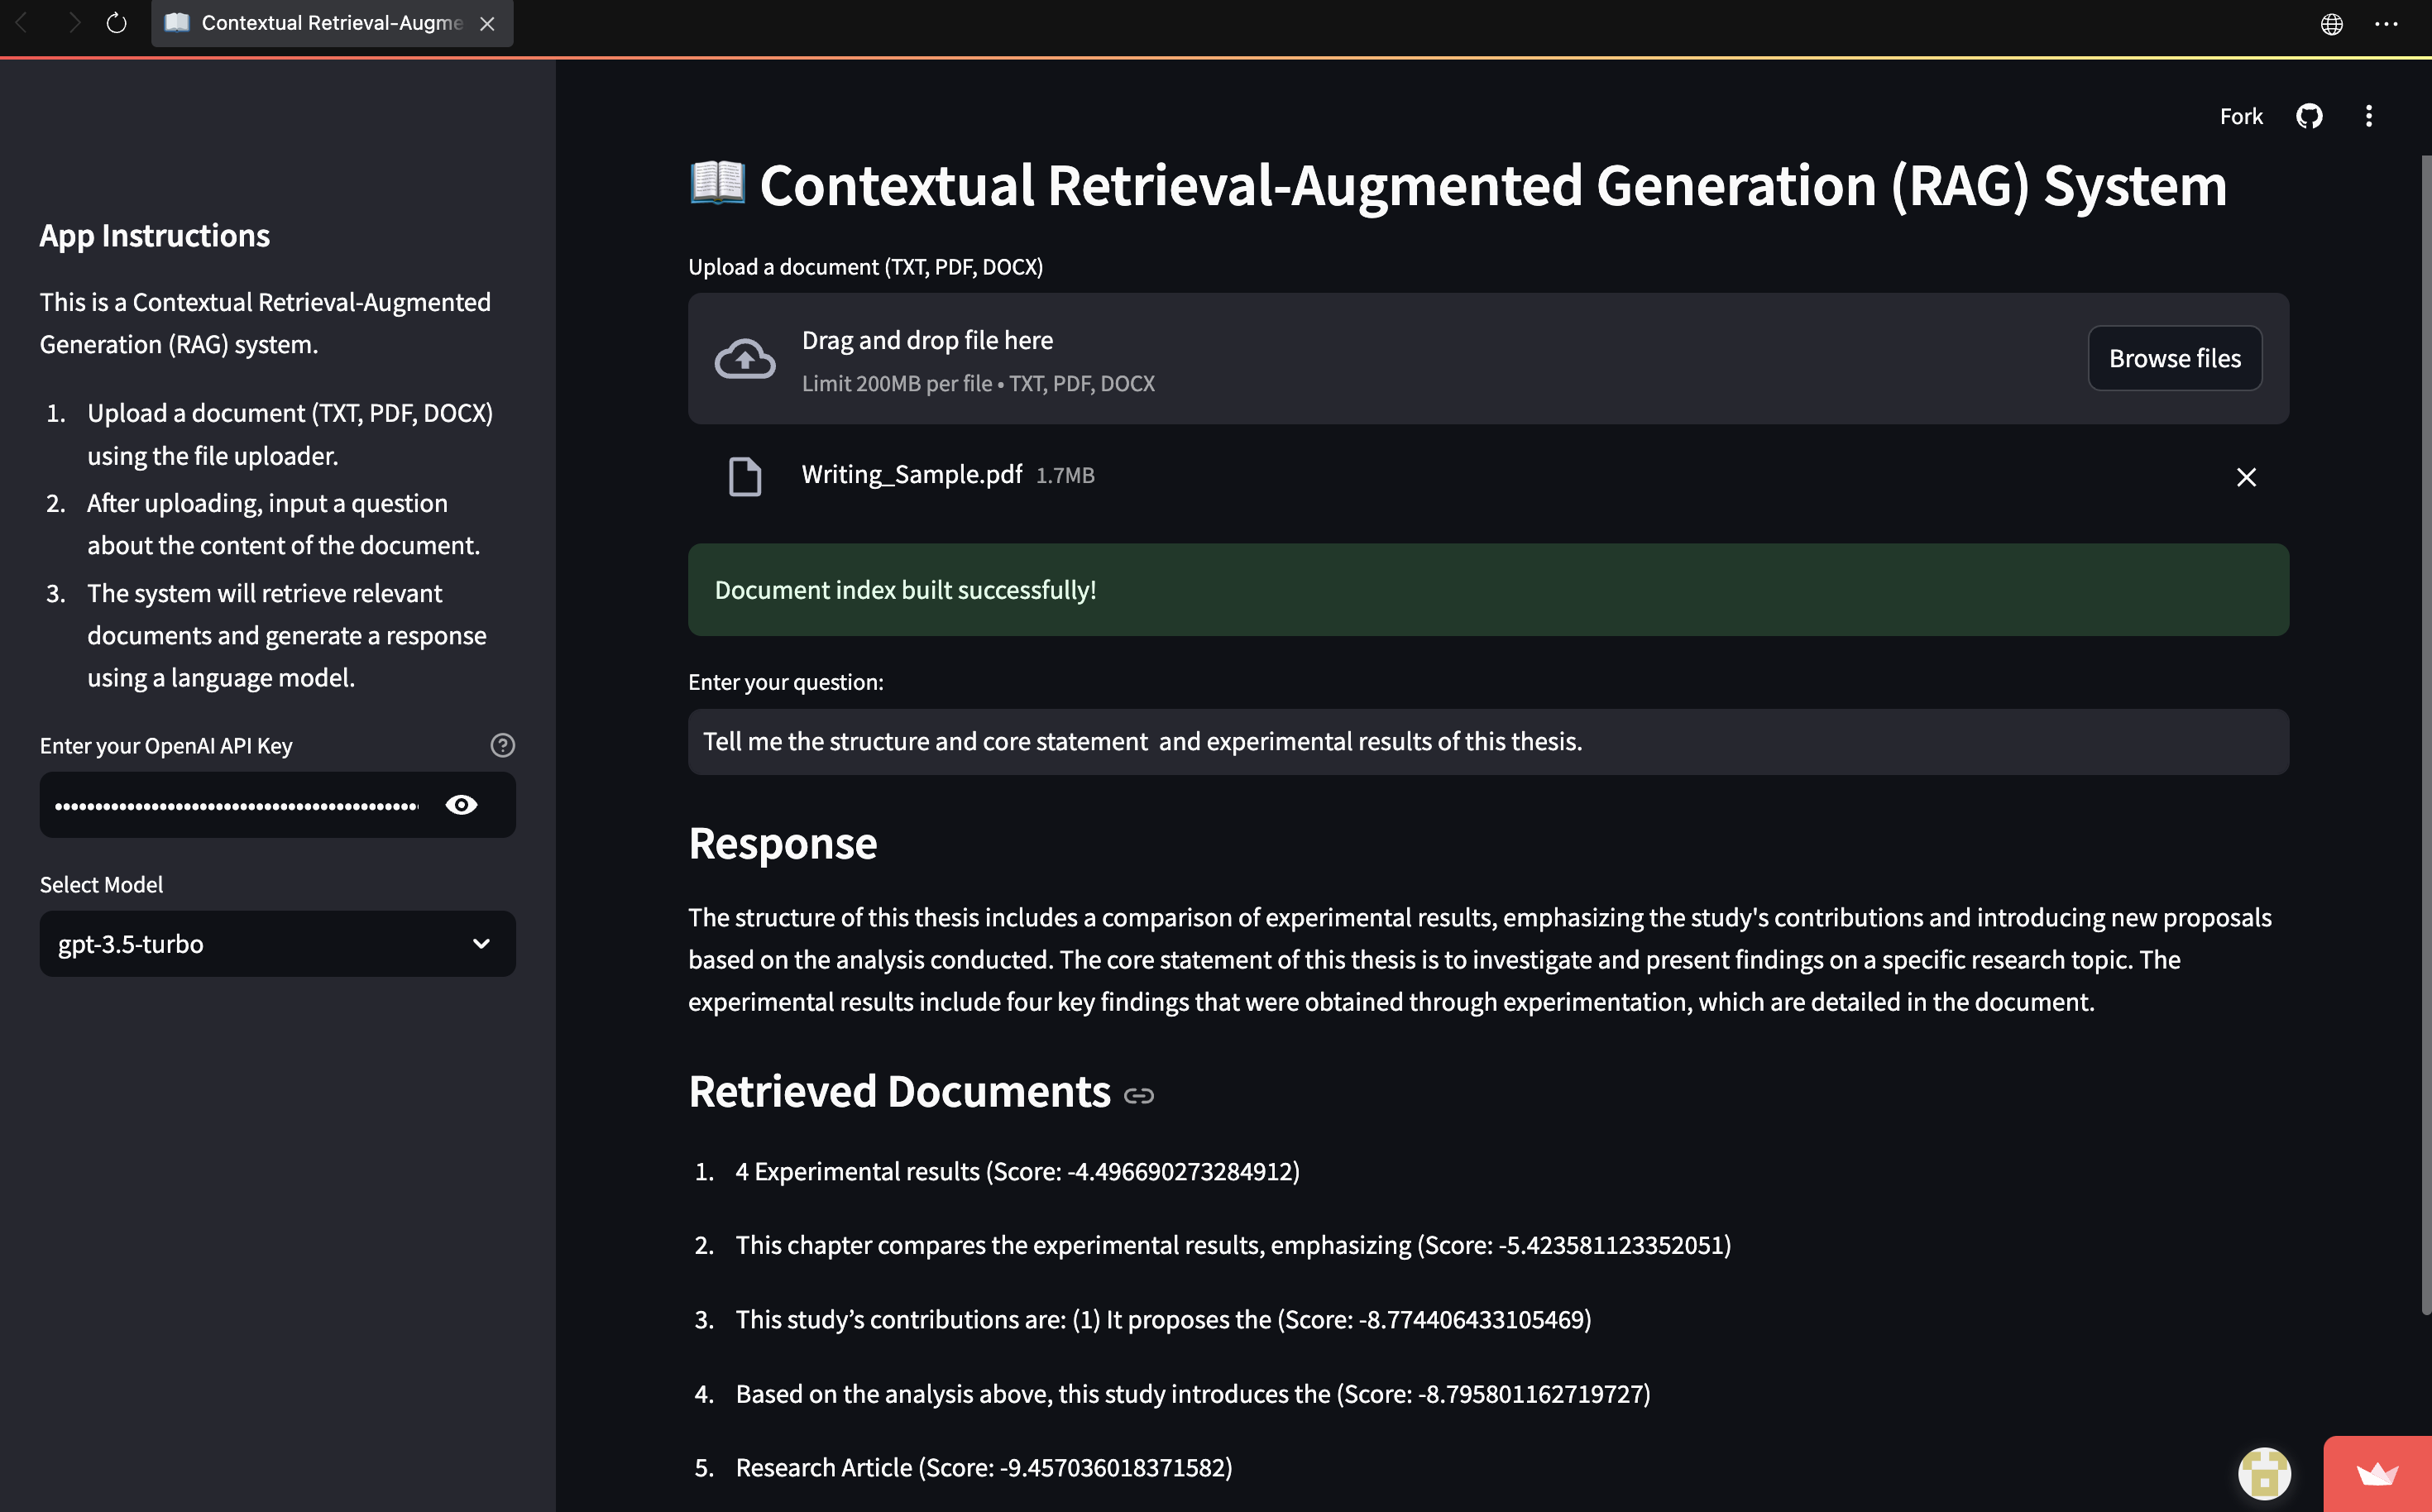 Contextual Retrieval-Augme
Fork
App Instructions
This is a Contextual Retrieval-Augmented
Generation (RAG) system.
1. Upload a document (TXT, PDF, DOCX)
using the file uploader.
2. After uploading, input a question
about the content of the document.
3. The system will retrieve relevant
documents and generate a response
using a language model.
Enter your OpenAI API Key
Select Model
gpt-3.5-turbo
📖 Contextual Retrieval-Augmented Generation (RAG) System
Upload a document (TXT, PDF, DOCX)
Drag and drop file here
Limit 200MB per file • TXT, PDF, DOCX
Browse files
Writing_Sample.pdf 1.7MB
Document index built successfully!
Enter your question:
Tell me the structure and core statement  and experimental results of this thesis.
Response
The structure of this thesis includes a comparison of experimental results, emphasizing the study's contributions and introducing new proposals
based on the analysis conducted. The core statement of this thesis is to investigate and present findings on a specific research topic. The
experimental results include four key findings that were obtained through experimentation, which are detailed in the document.
Retrieved Documents
1. 4 Experimental results (Score: -4.496690273284912)
2. This chapter compares the experimental results, emphasizing (Score: -5.423581123352051)
3. This study’s contributions are: (1) It proposes the (Score: -8.774406433105469)
4. Based on the analysis above, this study introduces the (Score: -8.795801162719727)
5. Research Article (Score: -9.457036018371582)